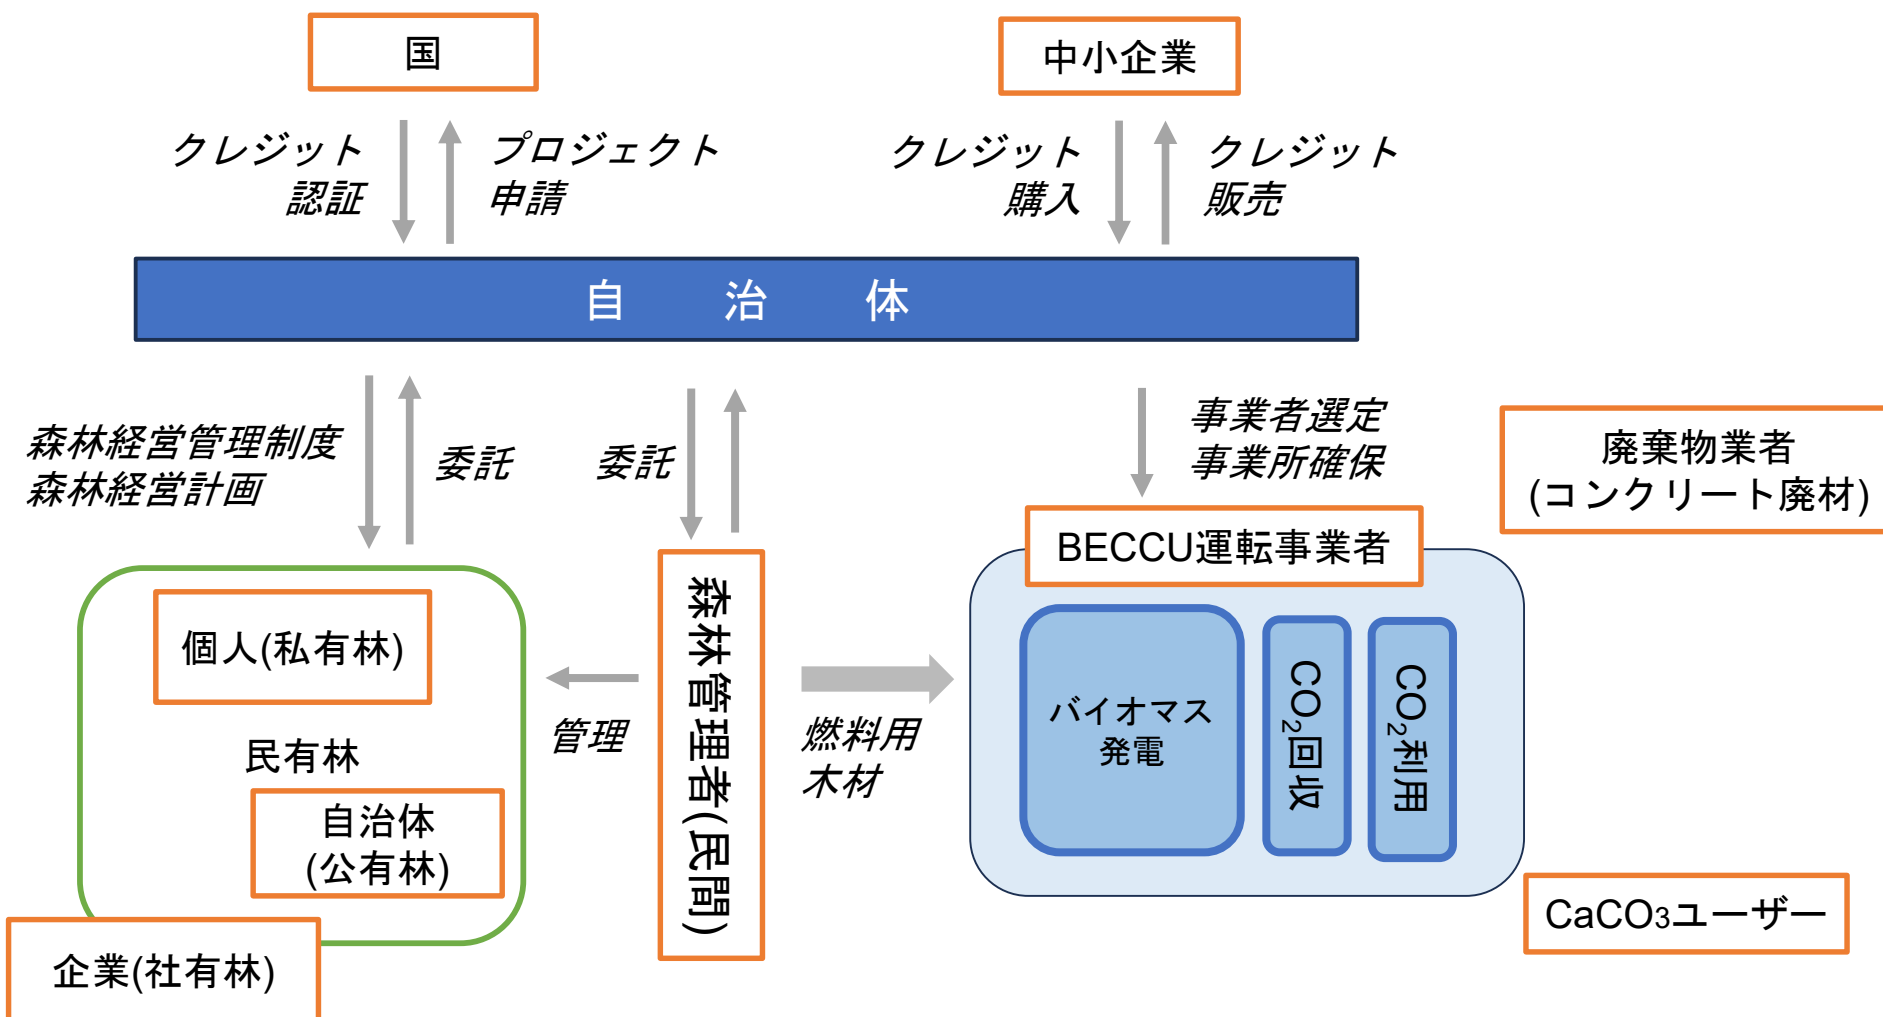 国
中小企業
クレジット
認証
プロジェクト
申請
クレジット
購入
クレジット
販売
自治体
森林経営管理制度
森林経営計画
委託
委託
事業者選定
事業所確保
廃棄物業者
(コンクリート廃材)
BECCU運転事業者
個人(私有林)
民有林
自治体
(公有林)
企業(社有林)
管理
森林管理者(民間)
燃料用
木材
バイオマス
発電
CO₂回収
CO₂利用
CaCO₃ユーザー